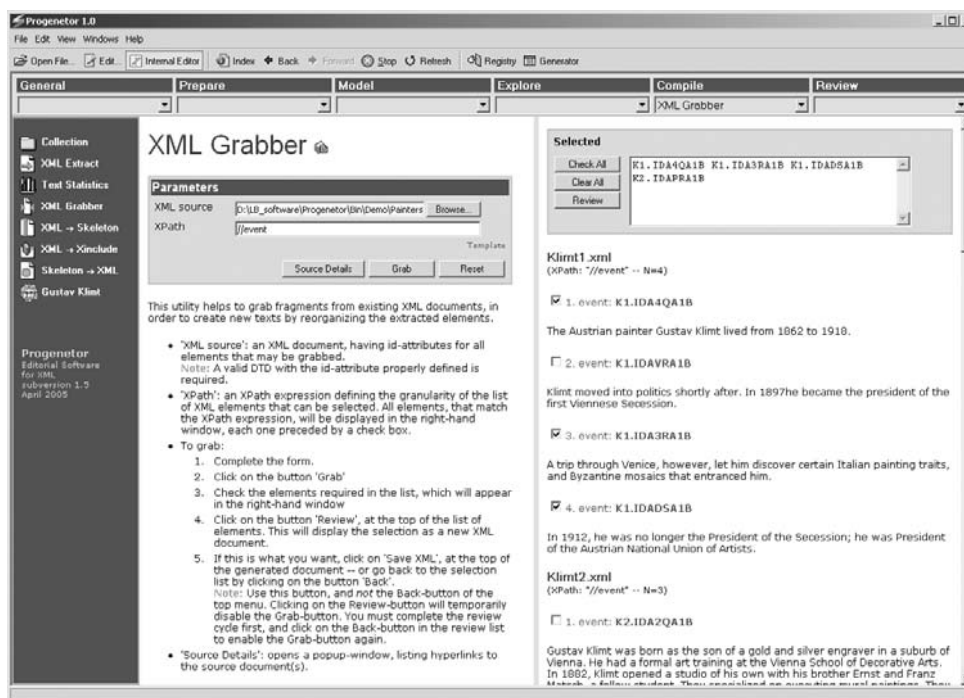 Progenetor 1.0
File Edit View Windows Help
Open File... Edit... Internal Editor Index Back Forward Stop Refresh Registry Generator
General Prepare Model Explore Compile Review
XML Grabber
Collection
XML Extract
Text Statistics
XML Grabber
XML → Skeleton
XML → Xinclude
Skeleton → XML
Gustav Klimt
Progenetor
Editorial Software
for XML
subversion 1.5
April 2005
XML Grabber
Parameters
XML source D:\LB_software\Progenetor\Bin\Demo\Painters Browse...
XPath //event
Template
Source Details Grab Reset
This utility helps to grab fragments from existing XML documents, in
order to create new texts by reorganizing the extracted elements.
• 'XML source': an XML document, having id-attributes for all
elements that may be grabbed.
Note: A valid DTD with the id-attribute properly defined is
required.
• 'XPath': an XPath expression defining the granularity of the list
of XML elements that can be selected. All elements, that match
the XPath expression, will be displayed in the right-hand
window, each one preceded by a check box.
• To grab:
1. Complete the form.
2. Click on the button 'Grab'
3. Check the elements required in the list, which will appear
in the right-hand window
4. Click on the button 'Review', at the top of the list of
elements. This will display the selection as a new XML
document.
5. If this is what you want, click on 'Save XML', at the top of
the generated document -- or go back to the selection
list by clicking on the button 'Back'.
Note: Use this button, and not the Back-button of the
top menu. Clicking on the Review-button will temporarily
disable the Grab-button. You must complete the review
cycle first, and click on the Back-button in the review list
to enable the Grab-button again.
• 'Source Details': opens a popup-window, listing hyperlinks to
the source document(s).
Selected
Check All
Clear All
Review
K1.IDA4QA1B K1.IDA3RA1B K1.IDADSA1B
K2.IDAPRA1B
Klimt1.xml
(XPath: "//event" -- N=4)
1. event: K1.IDA4QA1B
The Austrian painter Gustav Klimt lived from 1862 to 1918.
2. event: K1.IDAVRA1B
Klimt moved into politics shortly after. In 1897he became the president of the
first Viennese Secession.
3. event: K1.IDA3RA1B
A trip through Venice, however, let him discover certain Italian painting traits,
and Byzantine mosaics that entranced him.
4. event: K1.IDADSA1B
In 1912, he was no longer the President of the Secession; he was President
of the Austrian National Union of Artists.
Klimt2.xml
(XPath: "//event" -- N=3)
1. event: K2.IDA2QA1B
Gustav Klimt was born as the son of a gold and silver engraver in a suburb of
Vienna. He had a formal art training at the Vienna School of Decorative Arts.
In 1882, Klimt opened a studio of his own with his brother Ernst and Franz
Matsch, a fellow student. They specialized on executing mural paintings. They